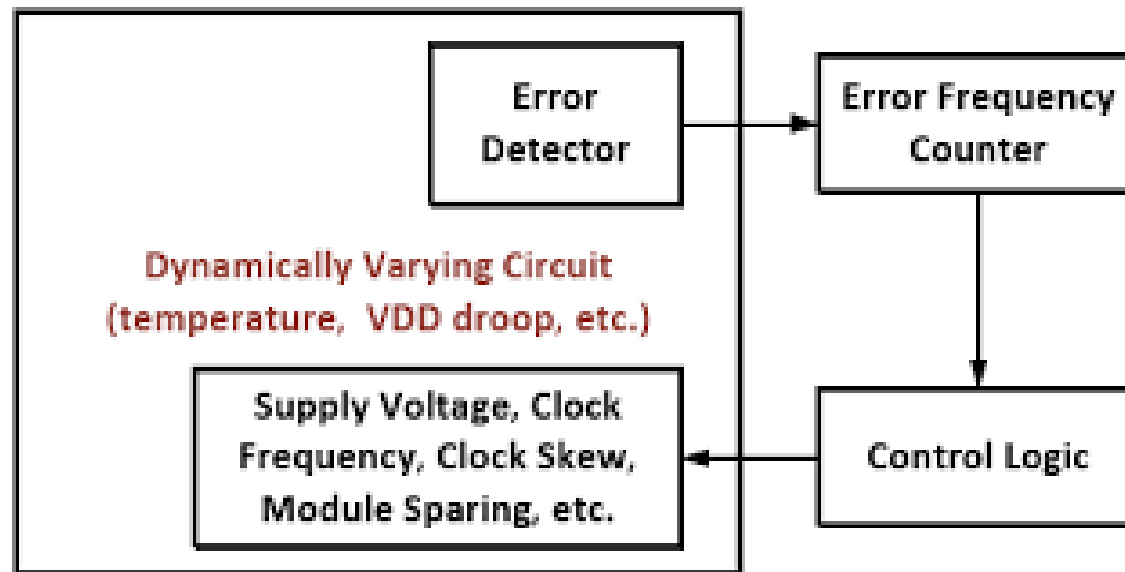 Error
Detector
Error Frequency
Counter
Dynamically Varying Circuit
(temperature, VDD droop, etc.)
Supply Voltage, Clock
Frequency, Clock Skew,
Module Sparing, etc.
Control Logic